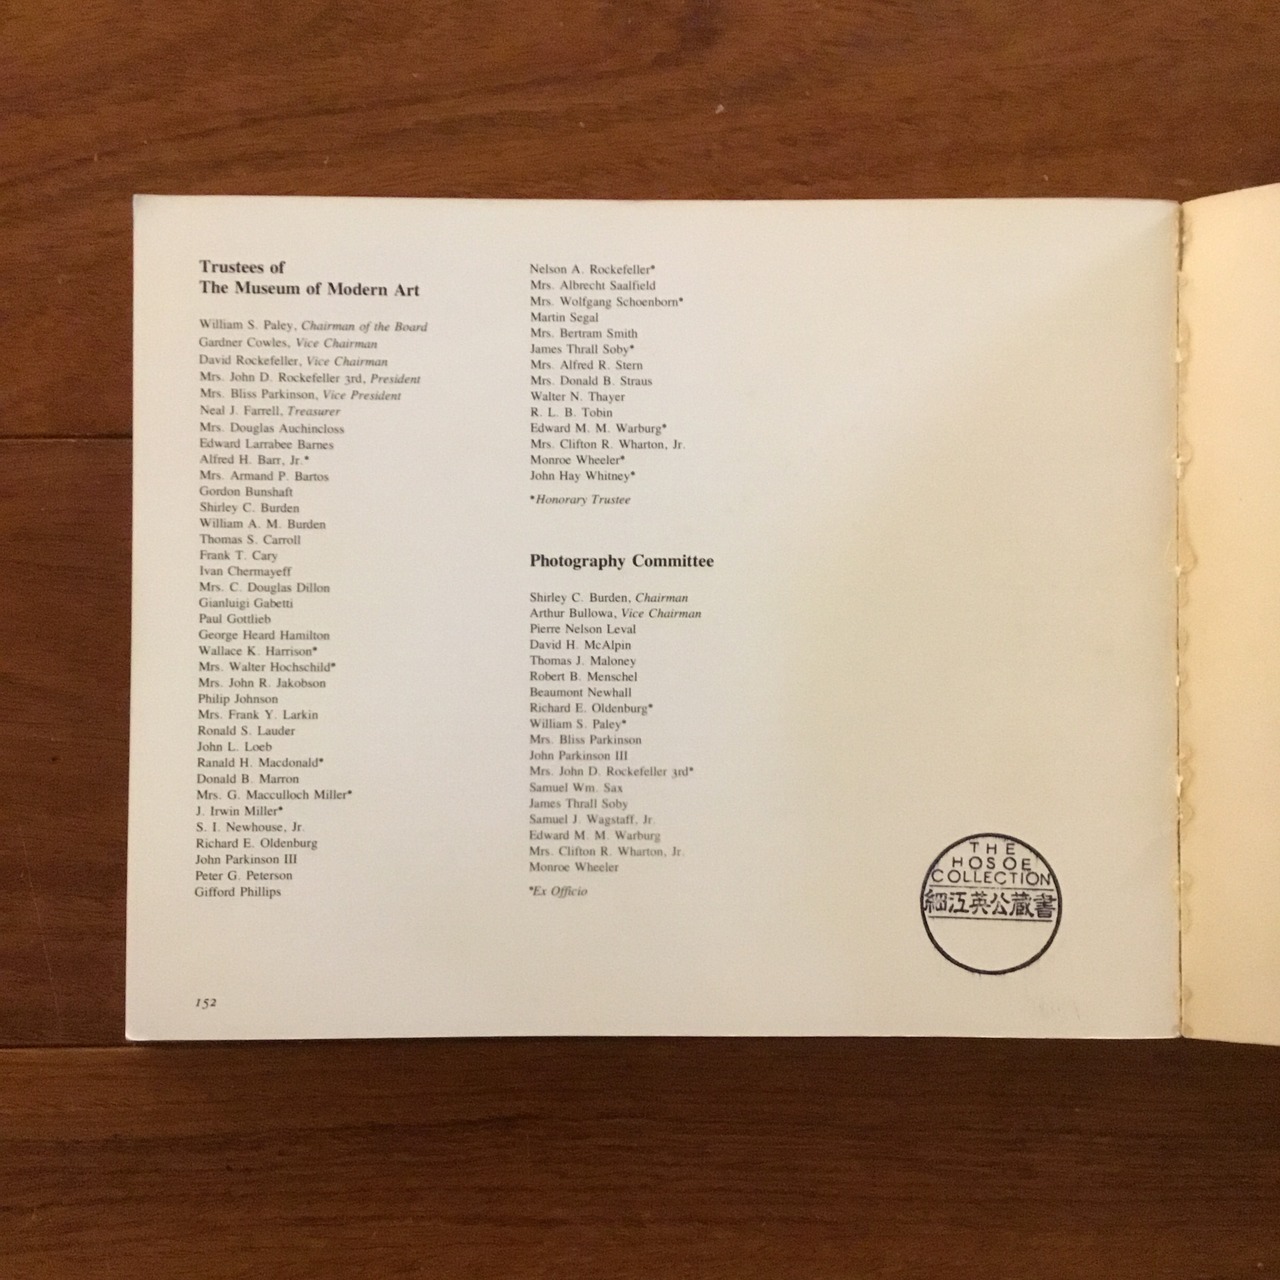 Trustees of
The Museum of Modern Art
William S. Paley, Chairman of the Board
Gardner Cowles, Vice Chairman
David Rockefeller, Vice Chairman
Mrs. John D. Rockefeller 3rd, President
Mrs. Bliss Parkinson, Vice President
Neal J. Farrell, Treasurer
Mrs. Douglas Auchincloss
Edward Larrabee Barnes
Alfred H. Barr, Jr.*
Mrs. Armand P. Bartos
Gordon Bunshaft
Shirley C. Burden
William A. M. Burden
Thomas S. Carroll
Frank T. Cary
Ivan Chermayeff
Mrs. C. Douglas Dillon
Gianluigi Gabetti
Paul Gottlieb
George Heard Hamilton
Wallace K. Harrison*
Mrs. Walter Hochschild*
Mrs. John R. Jakobson
Philip Johnson
Mrs. Frank Y. Larkin
Ronald S. Lauder
John L. Loeb
Ranald H. Macdonald*
Donald B. Marron
Mrs. G. Macculloch Miller*
J. Irwin Miller*
S. I. Newhouse, Jr.
Richard E. Oldenburg
John Parkinson III
Peter G. Peterson
Gifford Phillips
Nelson A. Rockefeller*
Mrs. Albrecht Saalfield
Mrs. Wolfgang Schoenborn*
Martin Segal
Mrs. Bertram Smith
James Thrall Soby*
Mrs. Alfred R. Stern
Mrs. Donald B. Straus
Walter N. Thayer
R. L. B. Tobin
Edward M. M. Warburg*
Mrs. Clifton R. Wharton, Jr.
Monroe Wheeler*
John Hay Whitney*
*Honorary Trustee
Photography Committee
Shirley C. Burden, Chairman
Arthur Bullowa, Vice Chairman
Pierre Nelson Leval
David H. McAlpin
Thomas J. Maloney
Robert B. Menschel
Beaumont Newhall
Richard E. Oldenburg*
William S. Paley*
Mrs. Bliss Parkinson
John Parkinson III
Mrs. John D. Rockefeller 3rd*
Samuel Wm. Sax
James Thrall Soby
Samuel J. Wagstaff, Jr.
Edward M. M. Warburg
Mrs. Clifton R. Wharton, Jr.
Monroe Wheeler
*Ex Officio
THE
HOSOE
COLLECTION
細江英公蔵書
152